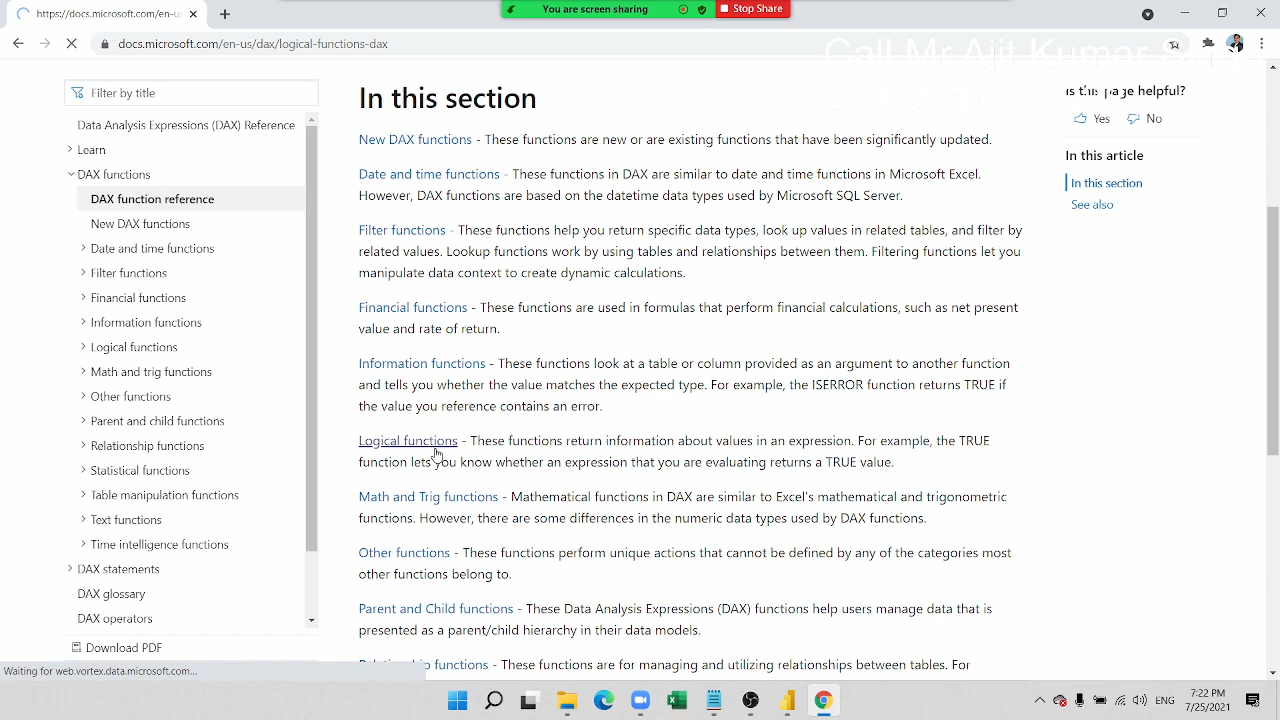 https://docs.microsoft.com/en-us
You are screen sharing
Stop Share
docs.microsoft.com/en-us/dax/logical-functions-dax
Call Mr Ajit Kumar
Filter by title
Data Analysis Expressions (DAX) Reference
Learn
DAX functions
DAX function reference
New DAX functions
Date and time functions
Filter functions
Financial functions
Information functions
Logical functions
Math and trig functions
Other functions
Parent and child functions
Relationship functions
Statistical functions
Table manipulation functions
Text functions
Time intelligence functions
DAX statements
DAX glossary
DAX operators
Download PDF
In this section
New DAX functions - These functions are new or are existing functions that have been significantly updated.
Date and time functions - These functions in DAX are similar to date and time functions in Microsoft Excel.
However, DAX functions are based on the datetime data types used by Microsoft SQL Server.
Filter functions - These functions help you return specific data types, look up values in related tables, and filter by
related values. Lookup functions work by using tables and relationships between them. Filtering functions let you
manipulate data context to create dynamic calculations.
Financial functions - These functions are used in formulas that perform financial calculations, such as net present
value and rate of return.
Information functions - These functions look at a table or column provided as an argument to another function
and tells you whether the value matches the expected type. For example, the ISERROR function returns TRUE if
the value you reference contains an error.
Logical functions - These functions return information about values in an expression. For example, the TRUE
function lets you know whether an expression that you are evaluating returns a TRUE value.
Math and Trig functions - Mathematical functions in DAX are similar to Excel's mathematical and trigonometric
functions. However, there are some differences in the numeric data types used by DAX functions.
Other functions - These functions perform unique actions that cannot be defined by any of the categories most
other functions belong to.
Parent and Child functions - These Data Analysis Expressions (DAX) functions help users manage data that is
presented as a parent/child hierarchy in their data models.
Relationship functions - These functions are for managing and utilizing relationships between tables. For
Is this page helpful?
Yes
No
In this article
In this section
See also
Waiting for web.vortex.data.microsoft.com...
ENG
7:22 PM
7/25/2021